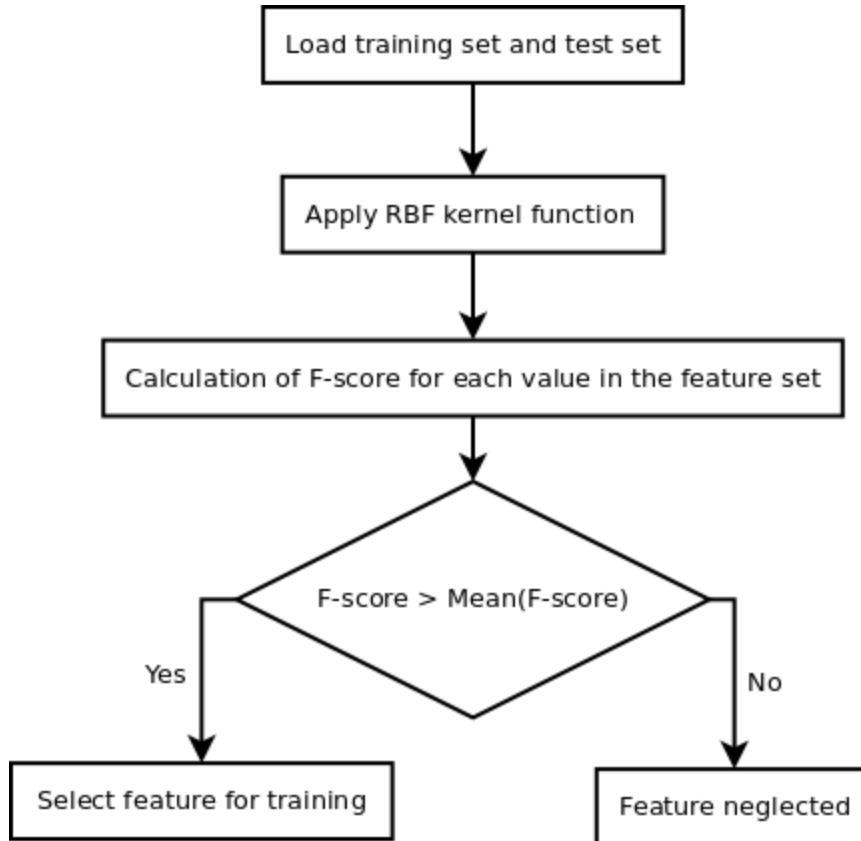 Load training set and test set
Apply RBF kernel function
Calculation of F-score for each value in the feature set
F-score > Mean(F-score)
Yes
No
Select feature for training
Feature neglected